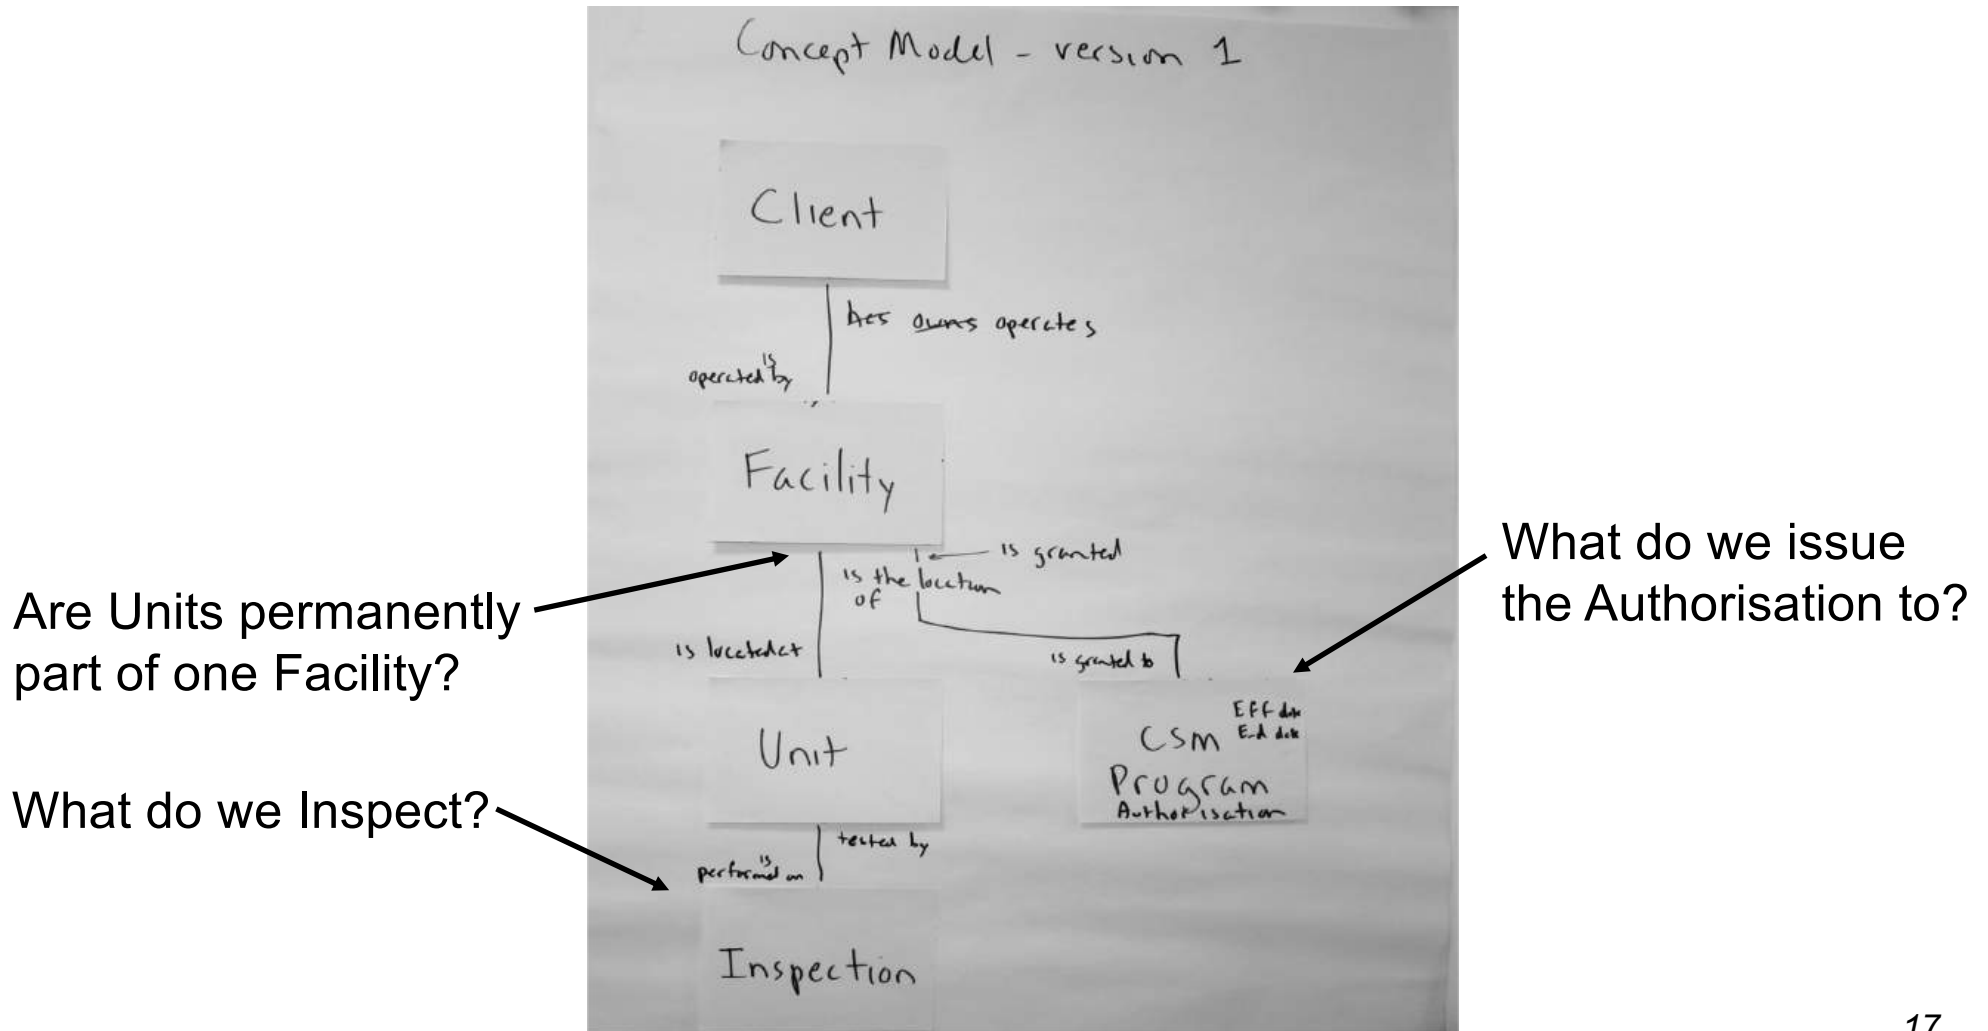 Concept Model - version 1
Client
has owns operates
is
operated by
Facility
is granted
is the location
of
is located at
is granted to
Unit
Eff date
End date
CSM
Program
Authorisation
tested by
is
performed on
Inspection
Are Units permanently
part of one Facility?
What do we Inspect?
What do we issue
the Authorisation to?
17